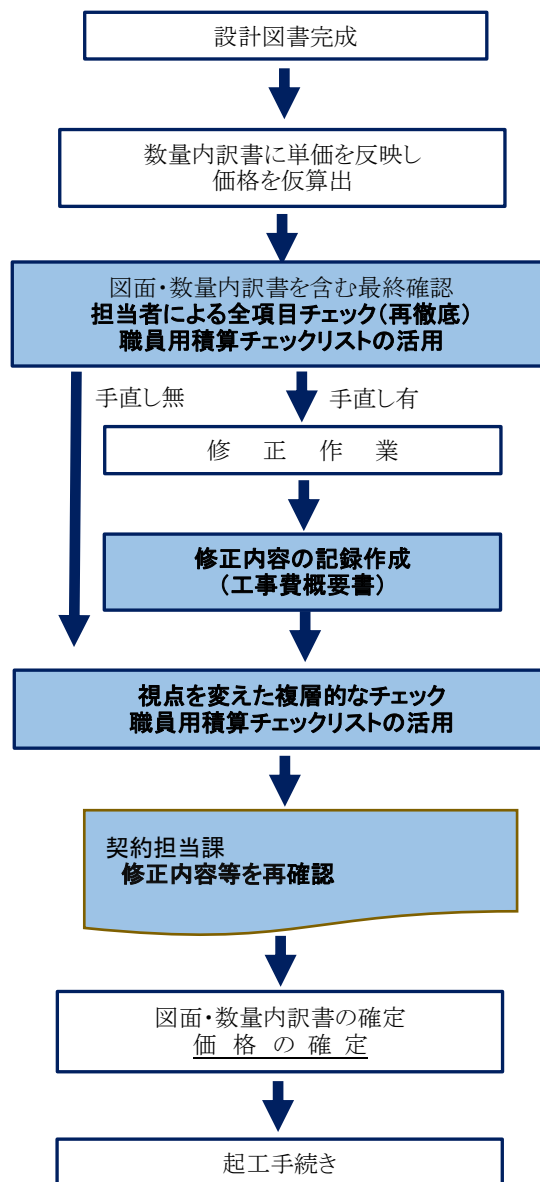 設計図書完成
数量内訳書に単価を反映し
価格を仮算出
図面・数量内訳書を含む最終確認
担当者による全項目チェック(再徹底)
職員用積算チェックリストの活用
手直し無
手直し有
修 正 作 業
修正内容の記録作成
(工事費概要書)
視点を変えた複層的なチェック
職員用積算チェックリストの活用
契約担当課
修正内容等を再確認
図面・数量内訳書の確定
価 格 の 確 定
起工手続き